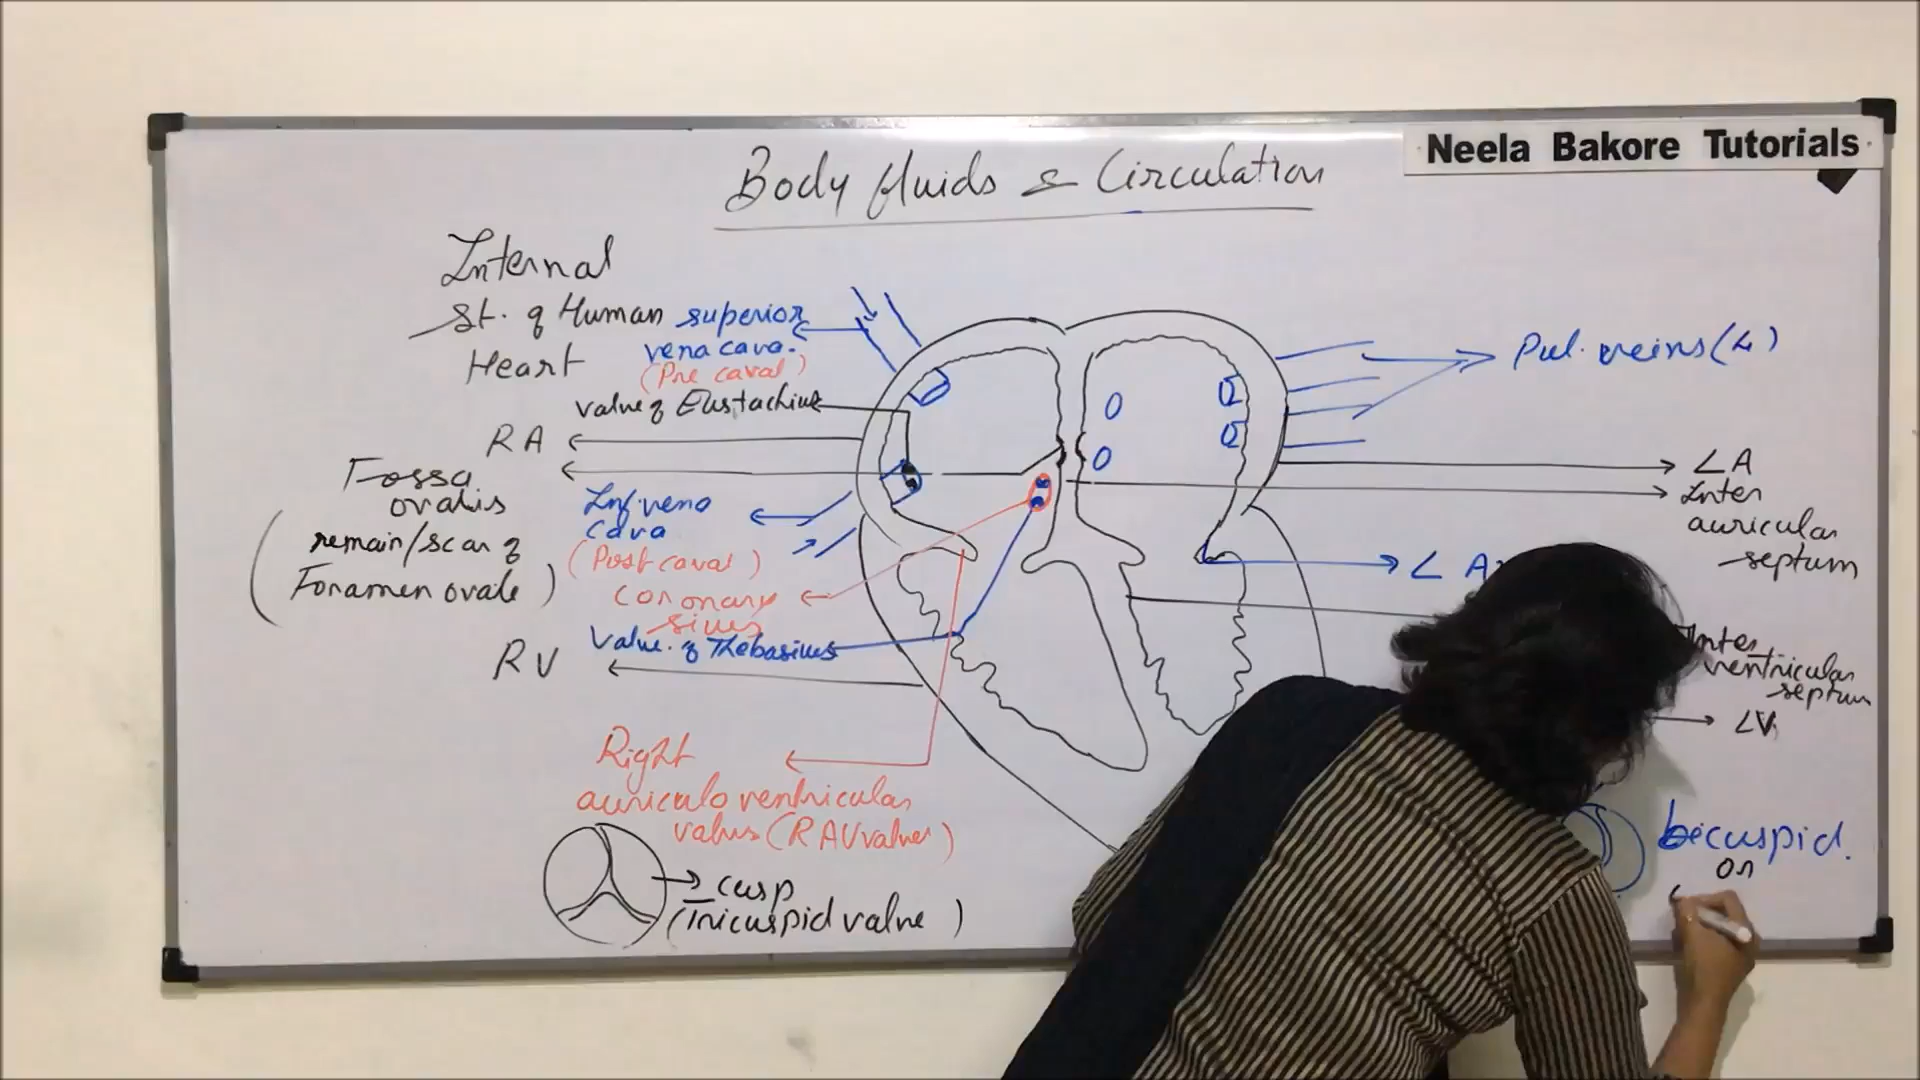 Neela Bakore Tutorials
Body fluids & Circulation
Internal
St. of Human
Heart
superior
vena cava.
(Pre caval)
valve of Eustachius
RA
Fossa
ovalis
(remain/scar of
Foramen ovale)
Inf. vena
cava
(Post caval)
coronary
sinus
Valve. of Thebasius
RV
Right
auriculo ventricular
valves (RAV valves)
cusp
(Tricuspid valve)
Pul. veins (4)
LA
Inter
auricular
septum
L A
Inter
ventricular
septum
LV
bicuspid.
or